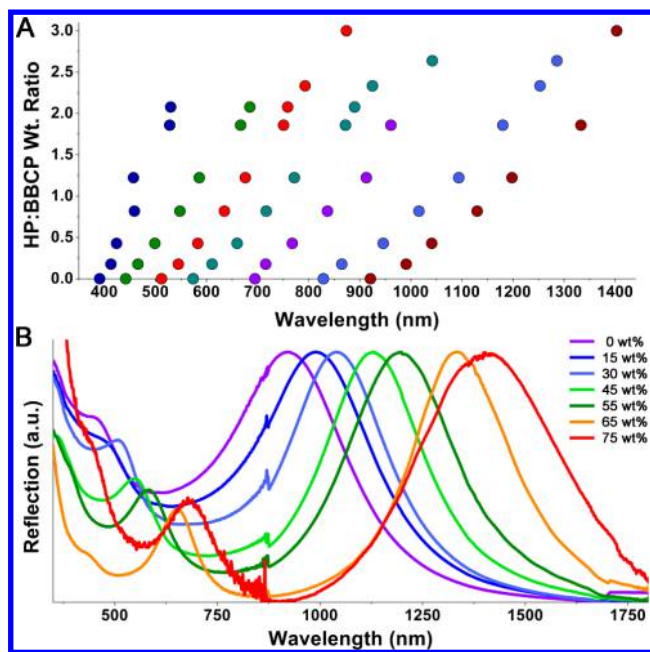 A
HP:BBCP Wt. Ratio
3.0
2.5
2.0
1.5
1.0
0.5
0.0
400 500 600 700 800 900 1000 1100 1200 1300 1400
Wavelength (nm)
B
Reflection (a.u.)
0 wt%
15 wt%
30 wt%
45 wt%
55 wt%
65 wt%
75 wt%
500 750 1000 1250 1500 1750
Wavelength (nm)